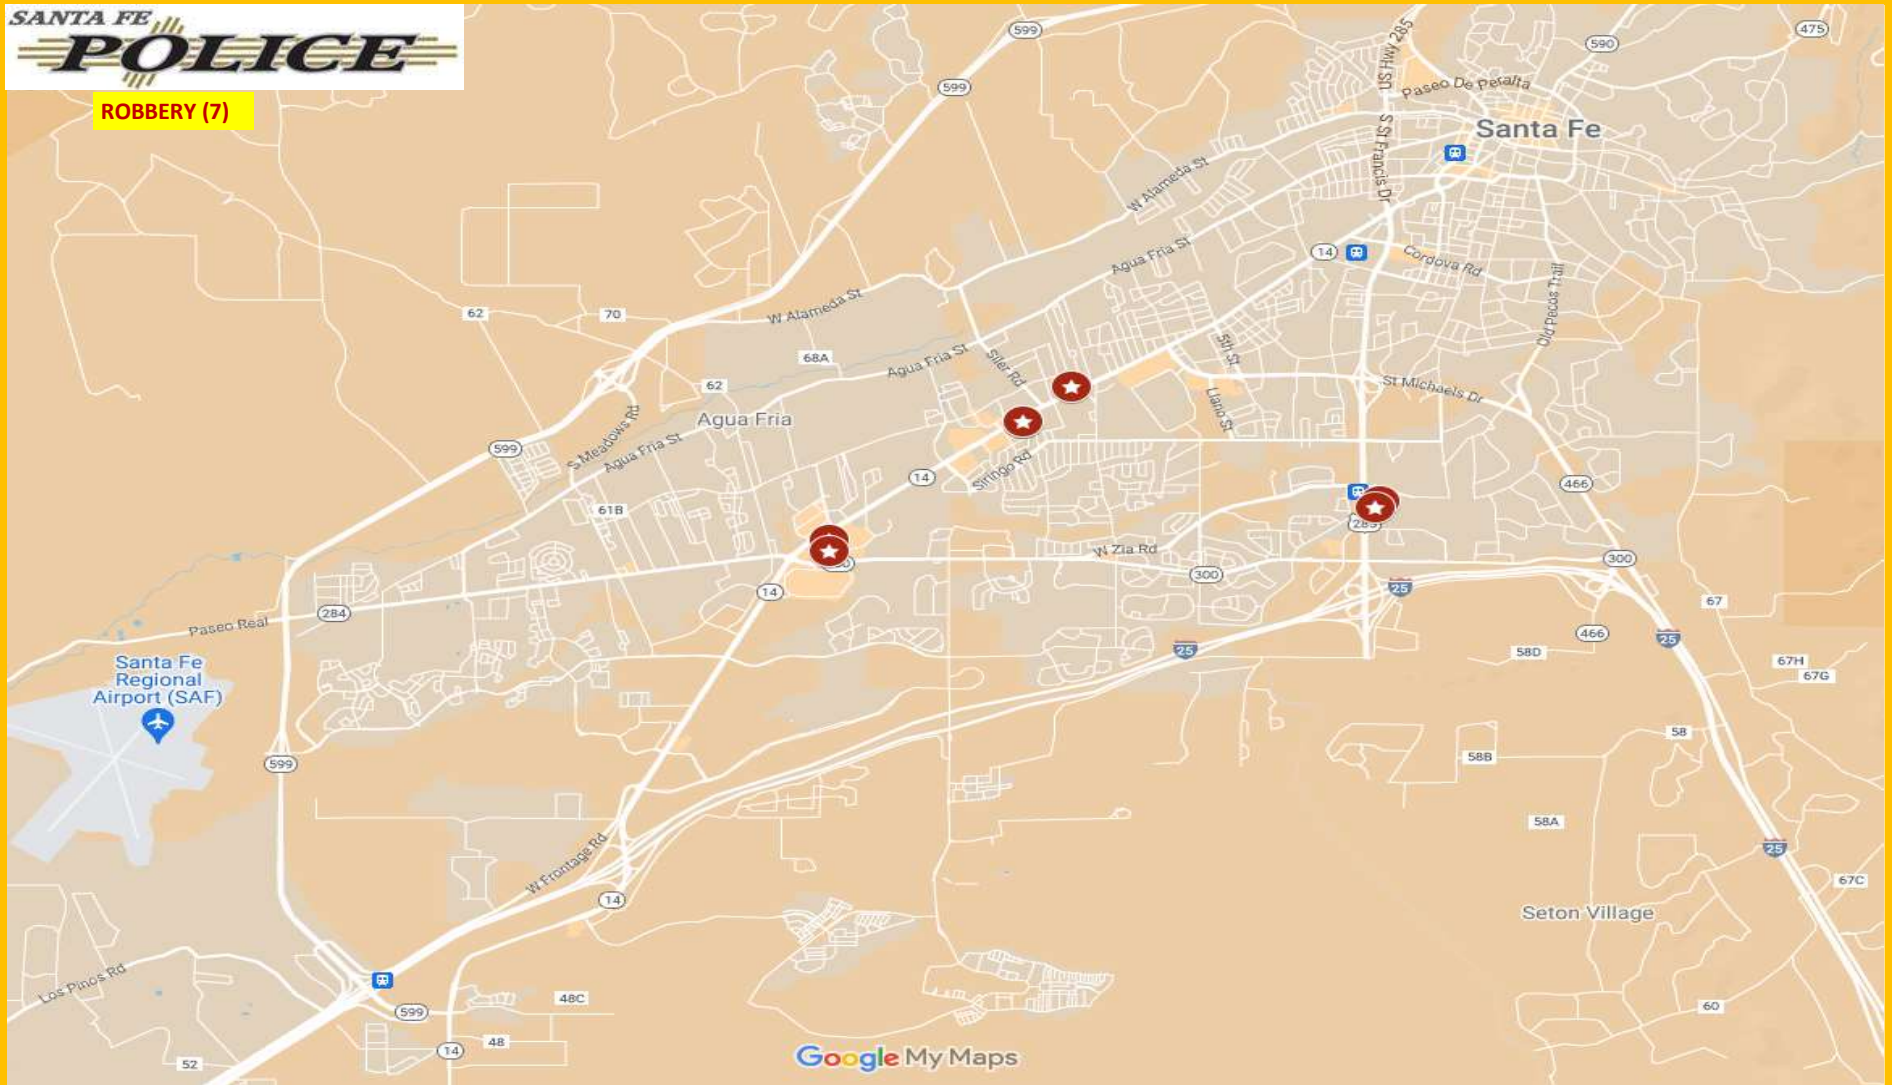 SANTA FE
POLICE
ROBBERY (7)
599
475
590
US Hwy 285
599
Paseo De Peralta
Santa Fe
S St Francis Dr
W Alameda St
Agua Fria St
14
Cordova Rd
Old Pecos Trail
62
70
W Alameda St
68A
Agua Fria St
Siler Rd
5th St
62
St Michaels Dr
Llano St
Agua Fria
S Meadows Rd
Agua Fria St
599
14
Siringo Rd
466
61B
W Zia Rd
300
300
14
25
67
284
Paseo Real
466
25
25
58D
67H
67G
Santa Fe
Regional
Airport (SAF)
58
58B
599
58A
25
W Frontage Rd
67C
14
Seton Village
Los Pinos Rd
48C
60
599
48
14
52
Google My Maps